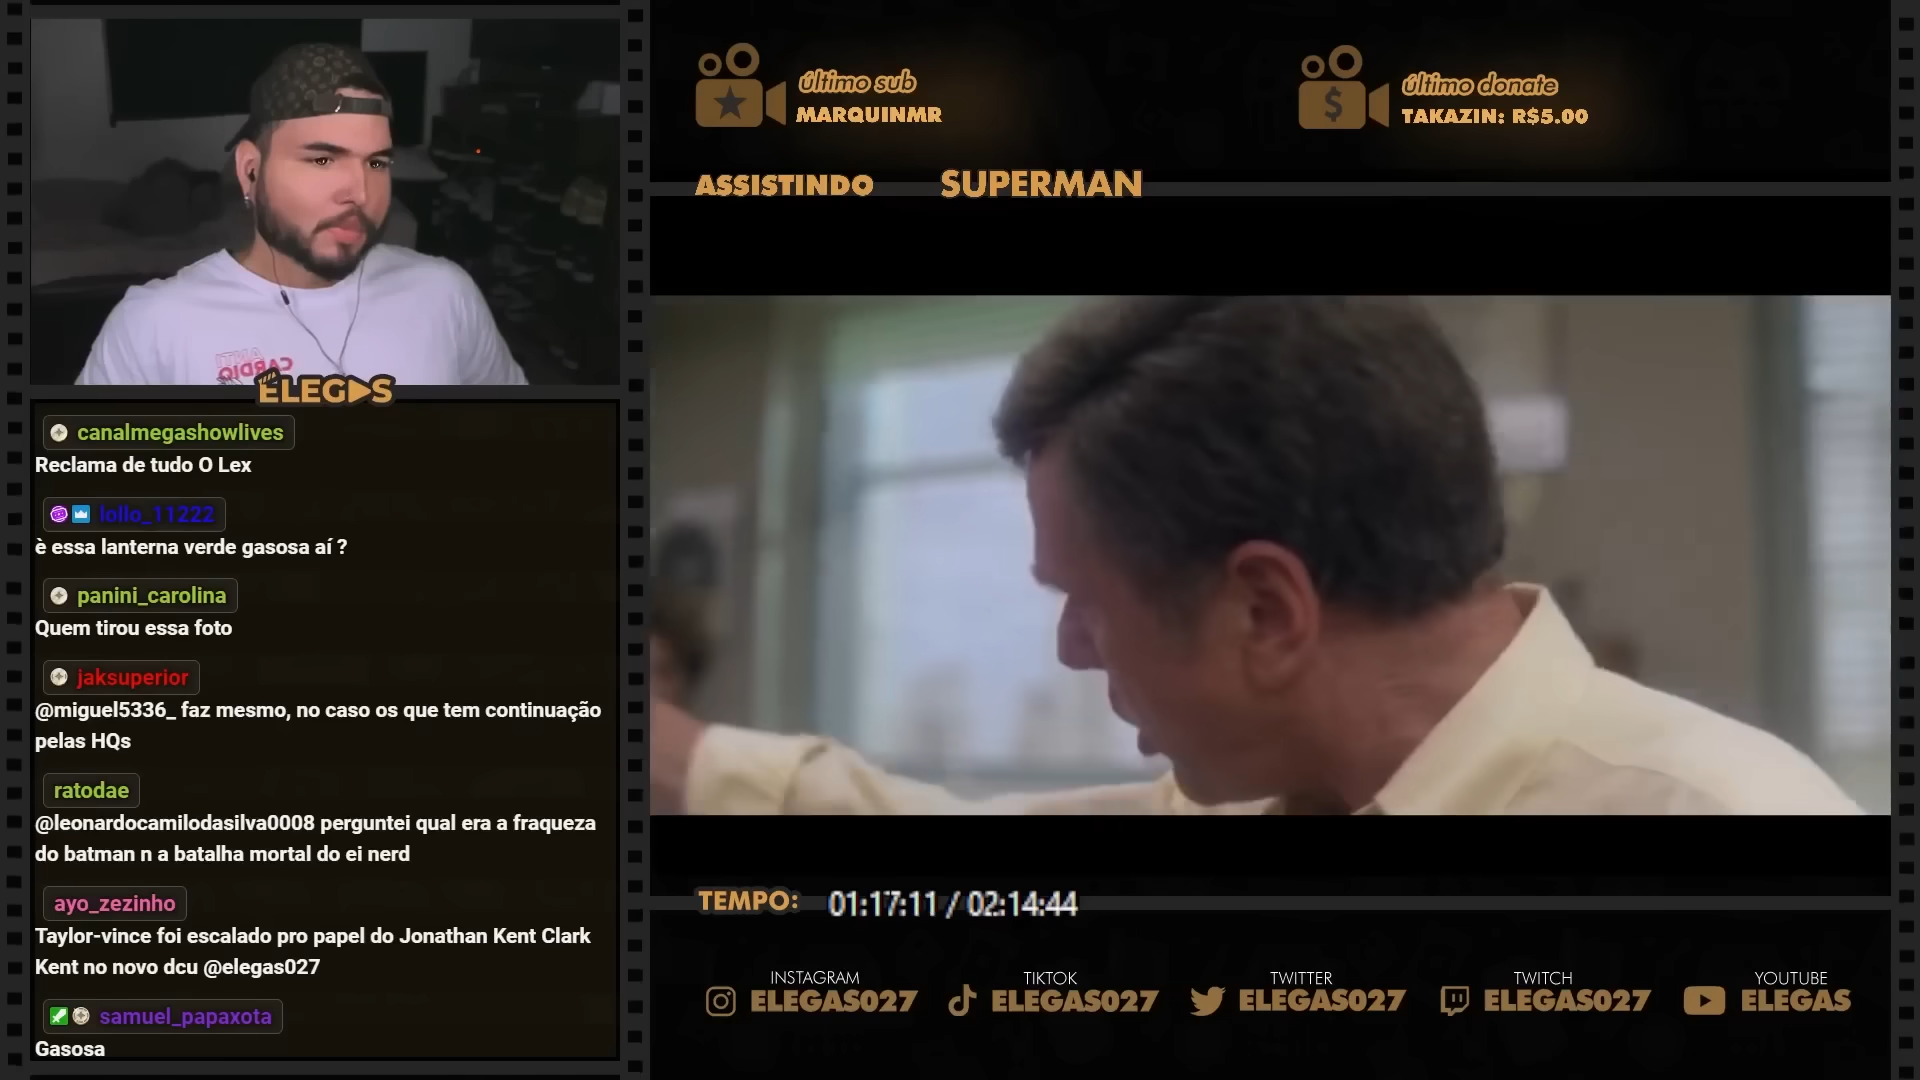 ANTI
CARDIO
ELEGAS
canalmegashowlives
Reclama de tudo O Lex
lollo_11222
è essa lanterna verde gasosa aí ?
panini_carolina
Quem tirou essa foto
jaksuperior
@miguel5336_ faz mesmo, no caso os que tem continuação
pelas HQs
ratodae
@leonardocamilodasilva0008 perguntei qual era a fraqueza
do batman n a batalha mortal do ei nerd
ayo_zezinho
Taylor-vince foi escalado pro papel do Jonathan Kent Clark
Kent no novo dcu @elegas027
samuel_papaxota
Gasosa
último sub
MARQUINMR
último donate
TAKAZIN: R$5.00
ASSISTINDO SUPERMAN
TEMPO: 01:17:11 / 02:14:44
INSTAGRAM
ELEGAS027
TIKTOK
ELEGAS027
TWITTER
ELEGAS027
TWITCH
ELEGAS027
YOUTUBE
ELEGAS